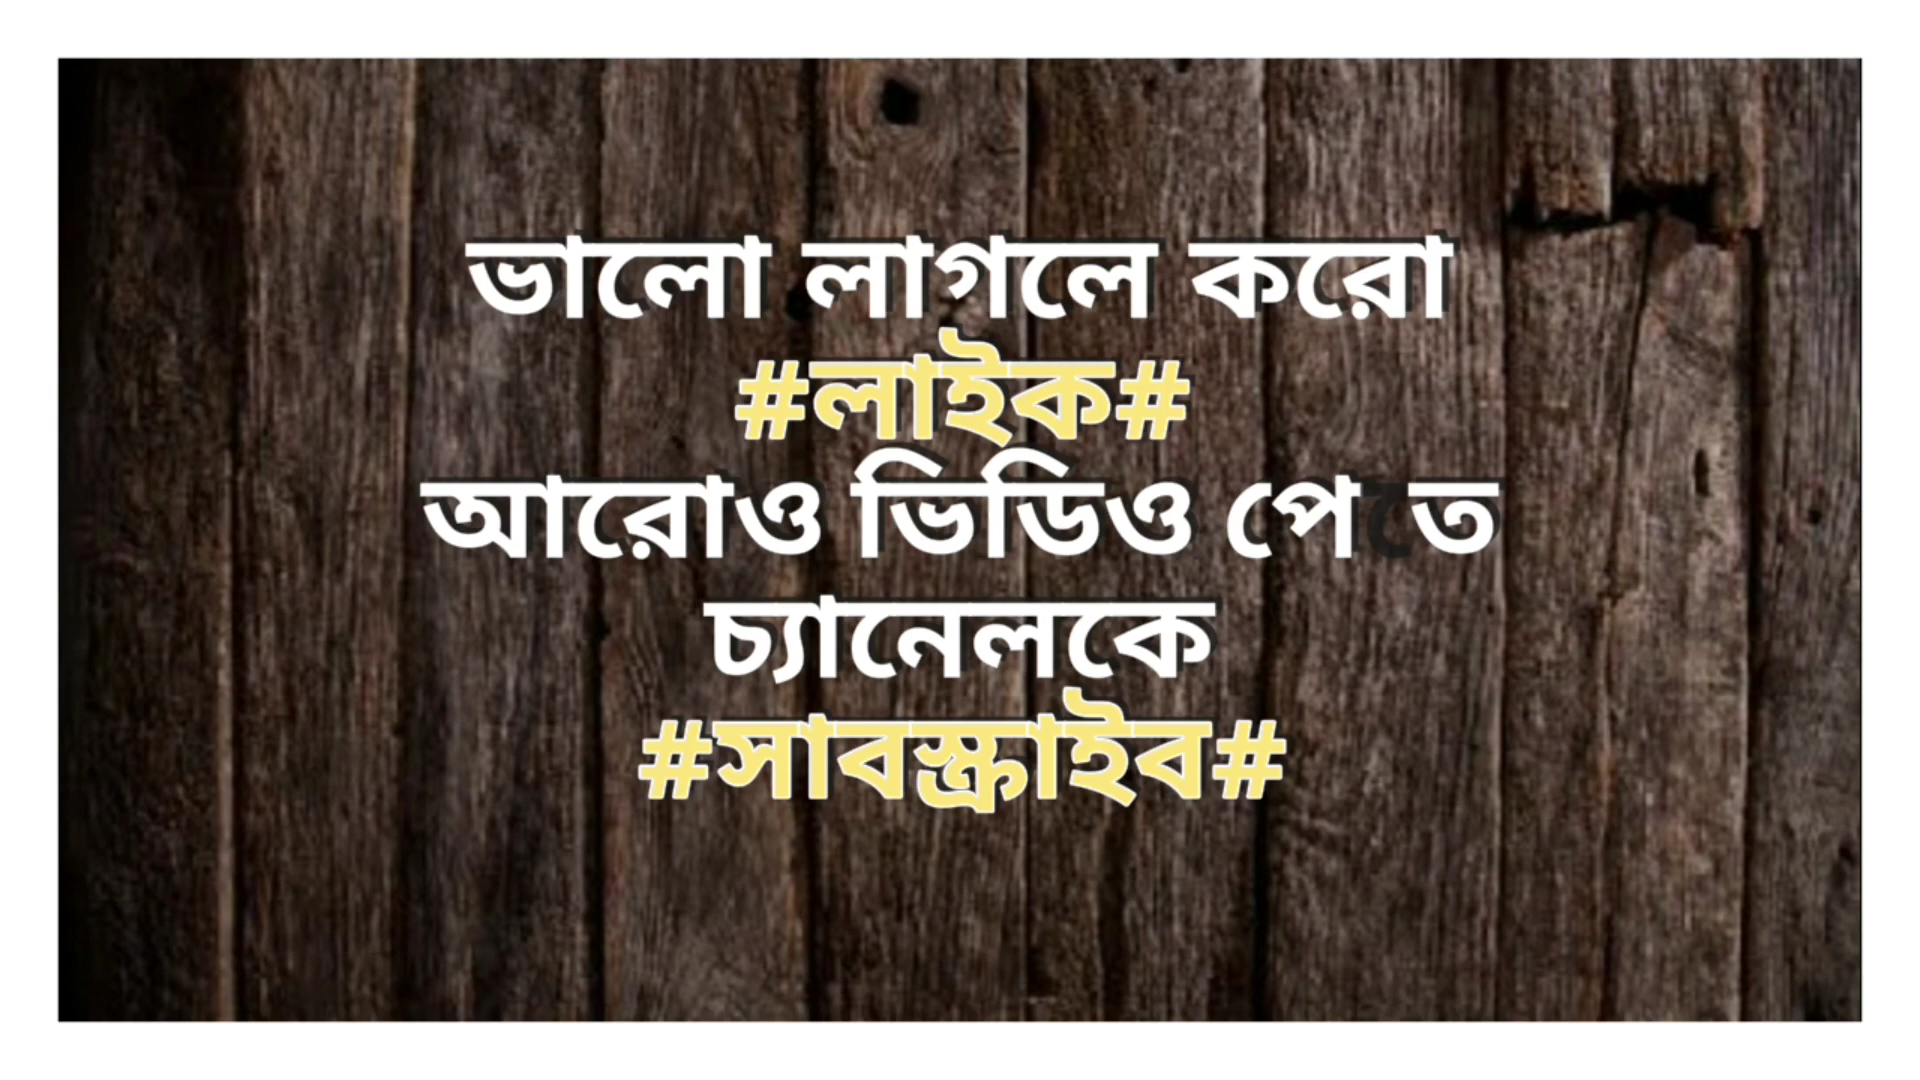 ভালো লাগলে করো
#লাইক#
আরোও ভিডিও পেতে
চ্যানেলকে
#সাবস্ক্রাইব#